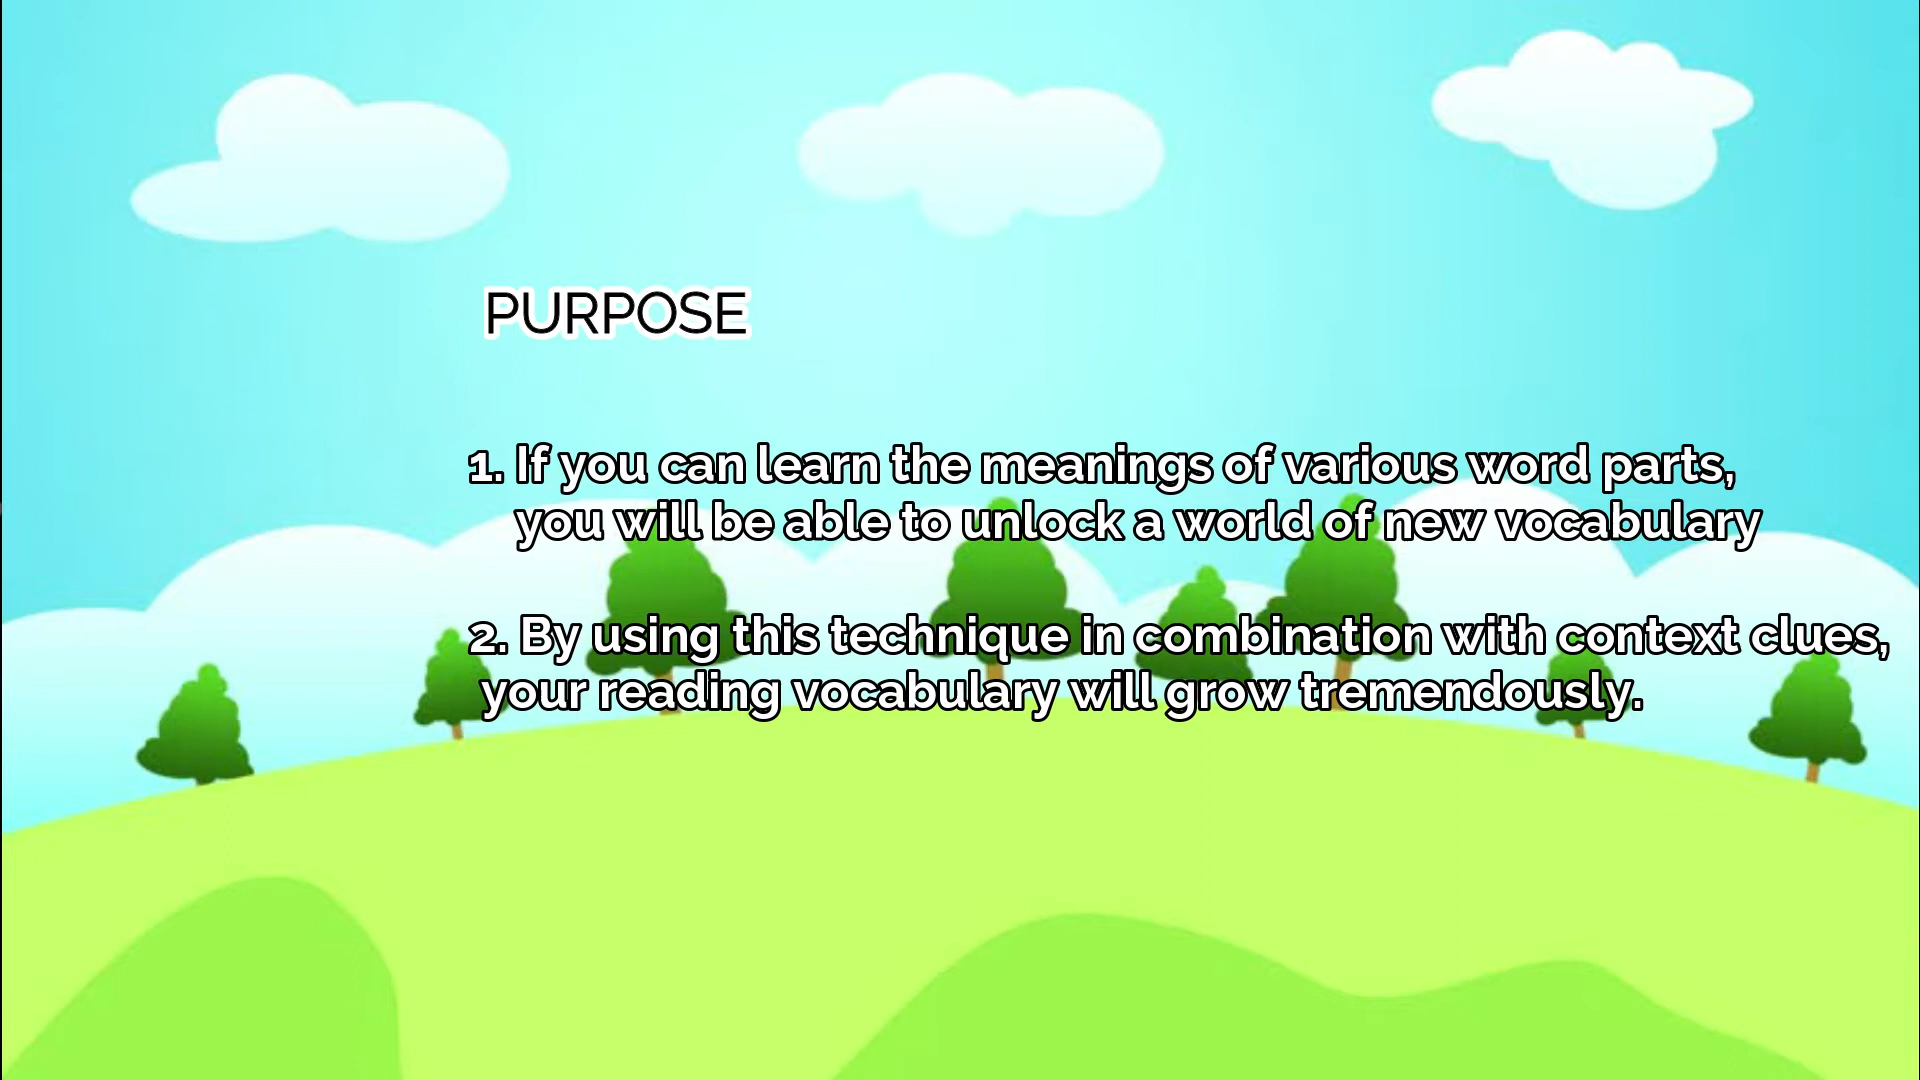 PURPOSE
1. If you can learn the meanings of various word parts,
you will be able to unlock a world of new vocabulary
2. By using this technique in combination with context clues,
your reading vocabulary will grow tremendously.